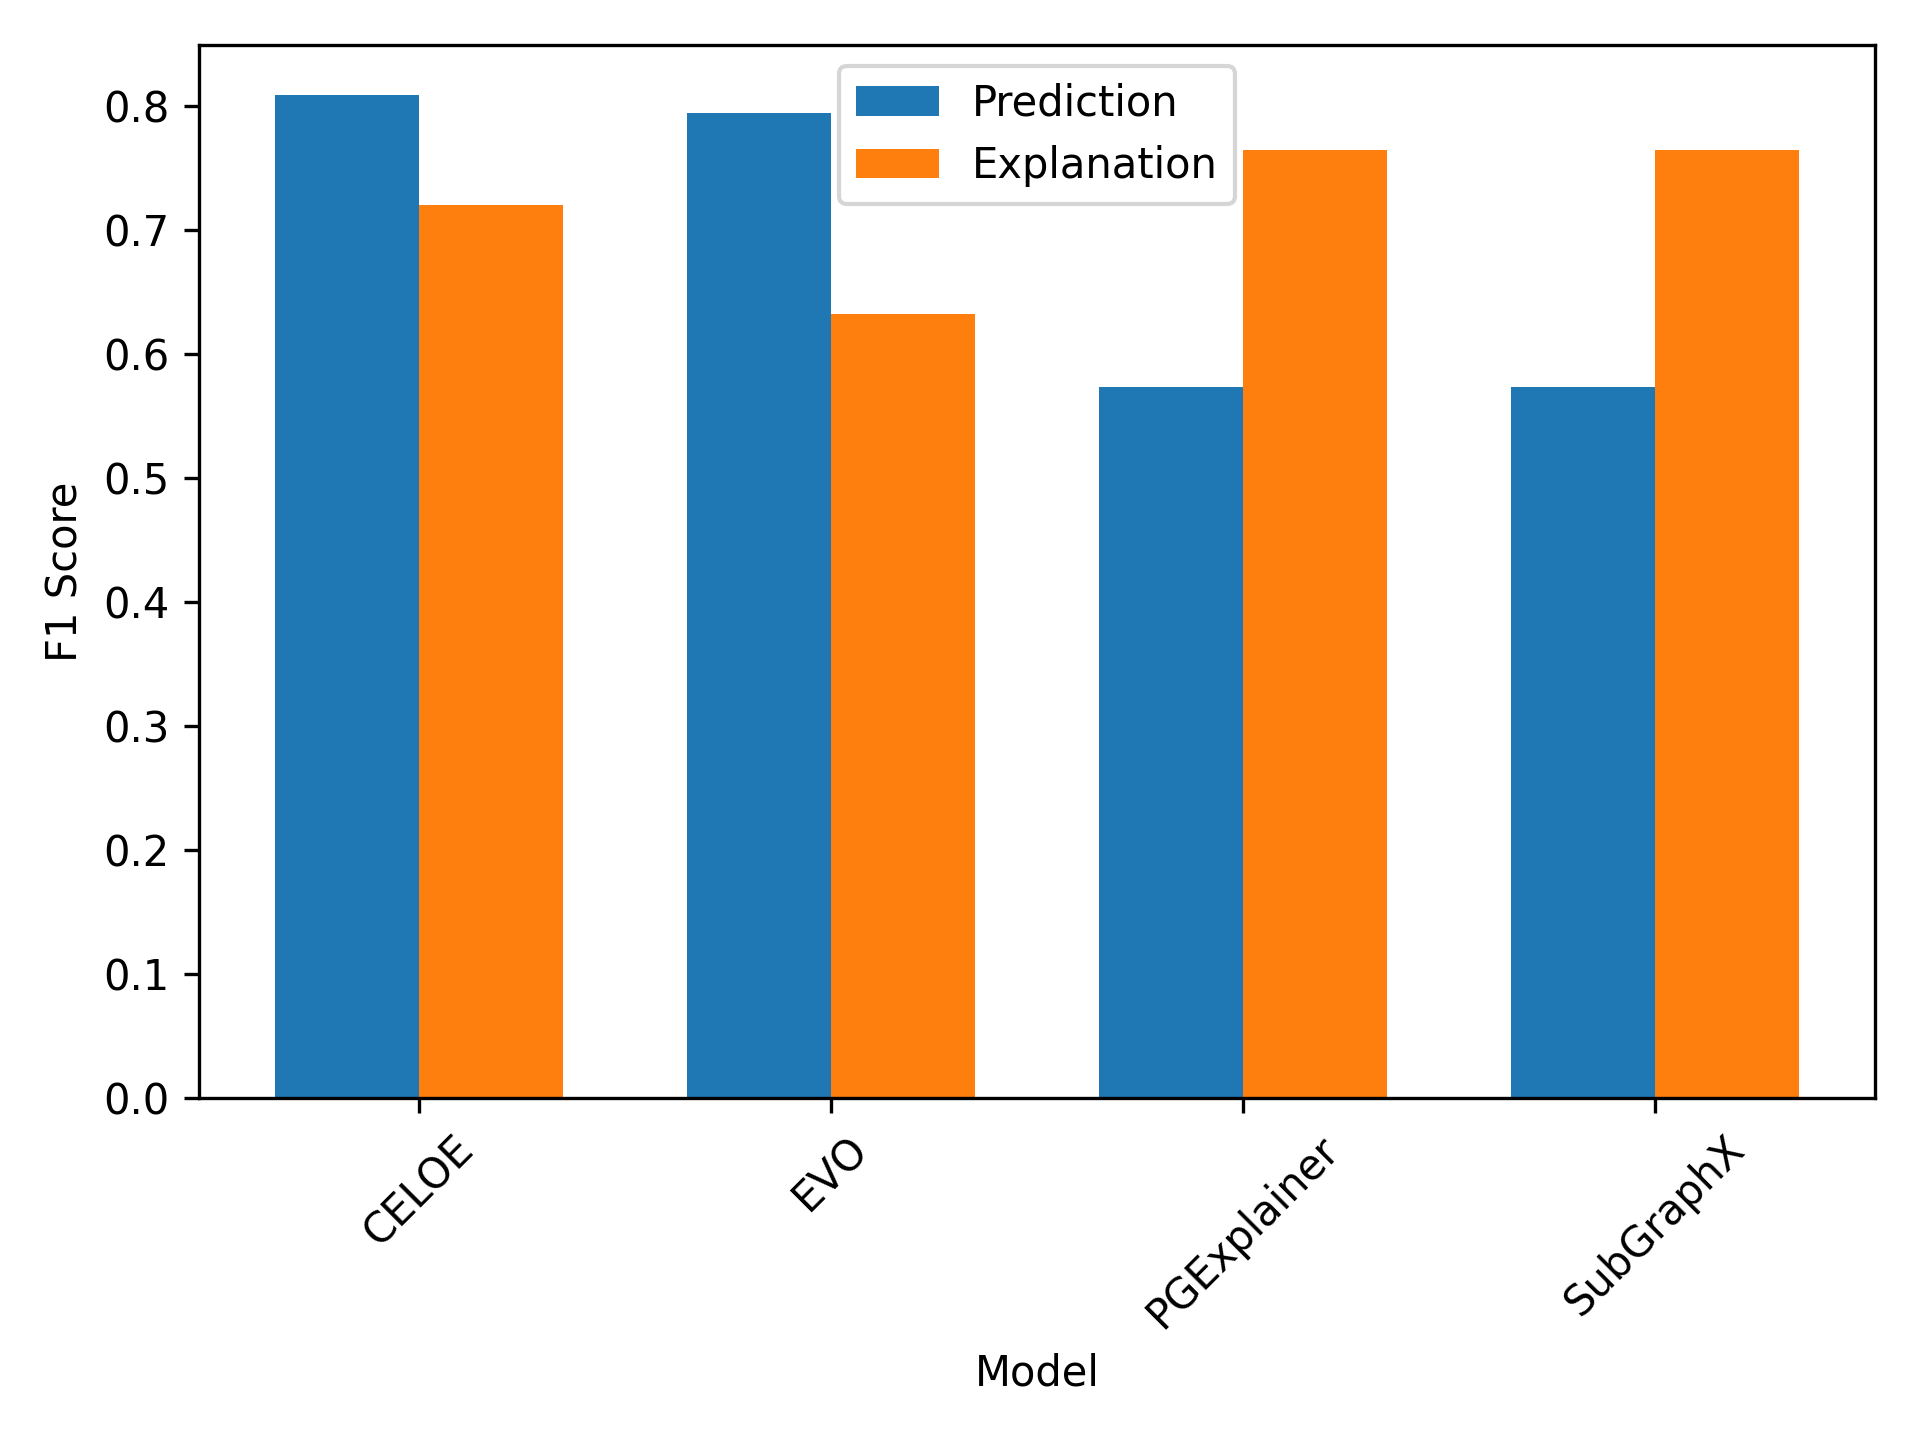 Prediction
Explanation
0.8
0.7
0.6
0.5
0.4
0.3
0.2
0.1
0.0
F1 Score
CELOE
EVO
PGExplainer
SubGraphX
Model